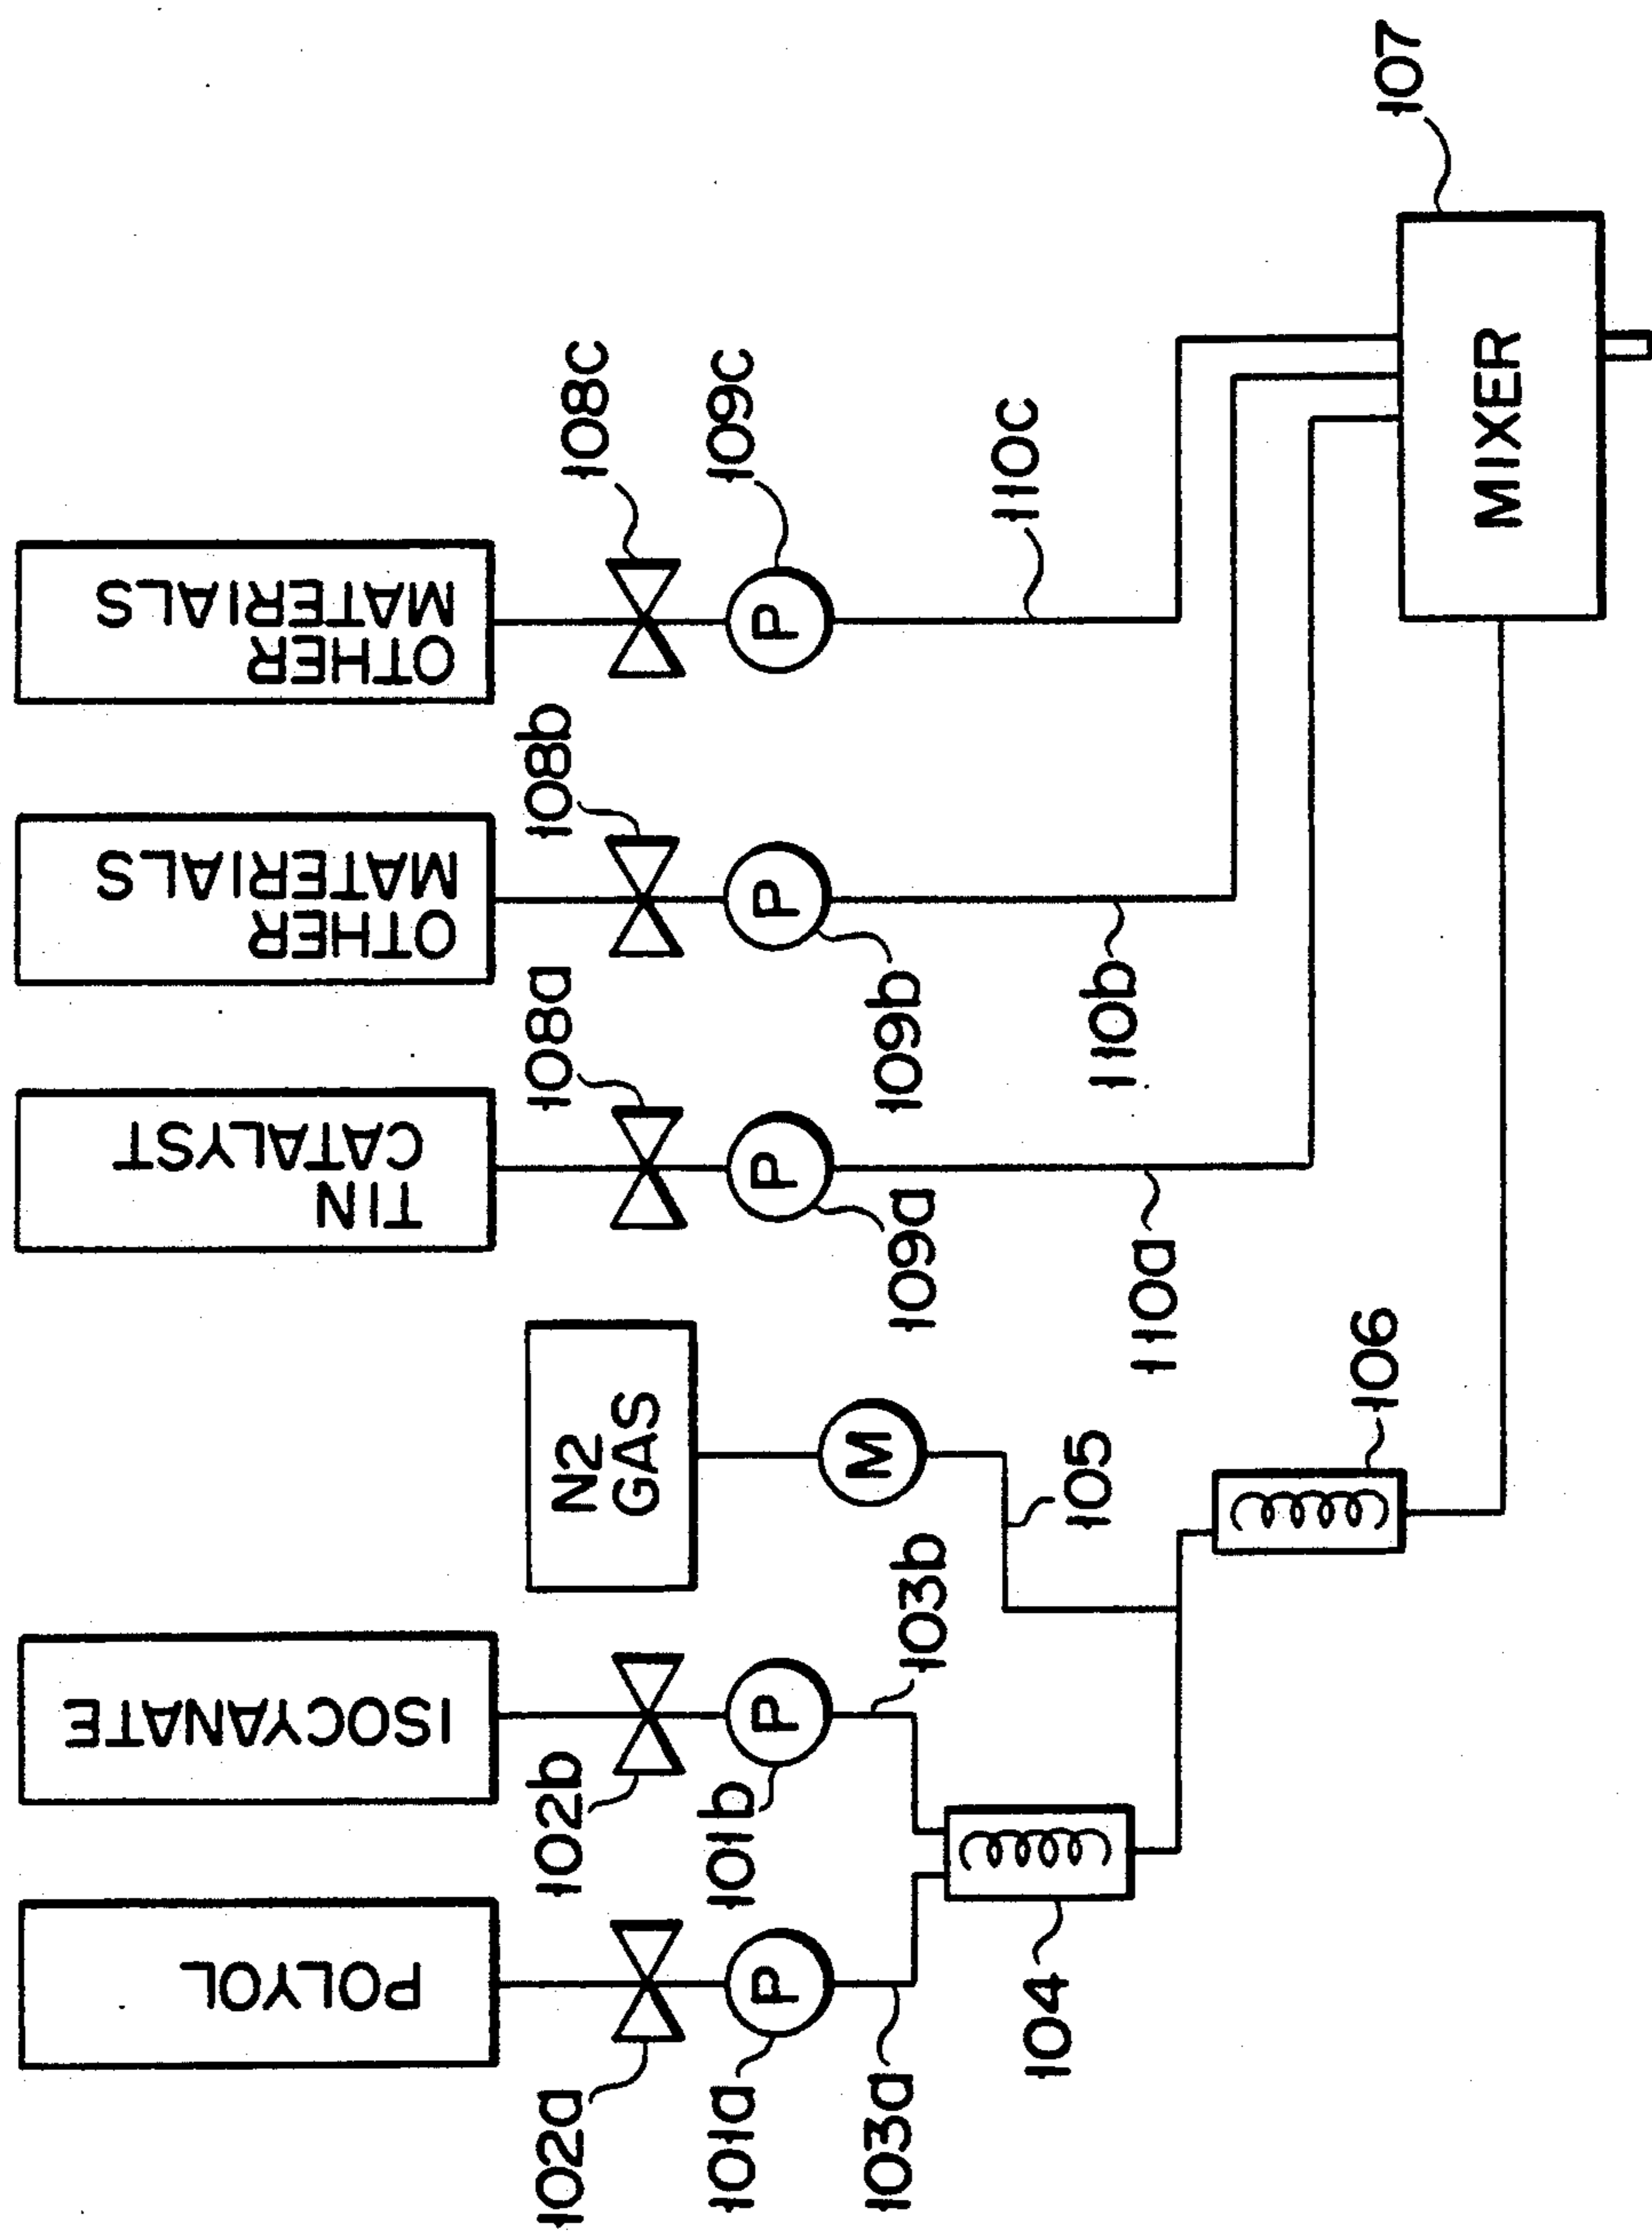 POLYOL
ISOCYANATE
N2
GAS
TIN
CATALYST
OTHER
MATERIALS
OTHER
MATERIALS
102a
102b
108a
108b
108c
101a
P
101b
P
M
P
109a
P
109b
P
109c
103a
103b
105
110a
110b
110c
104
106
107
MIXER